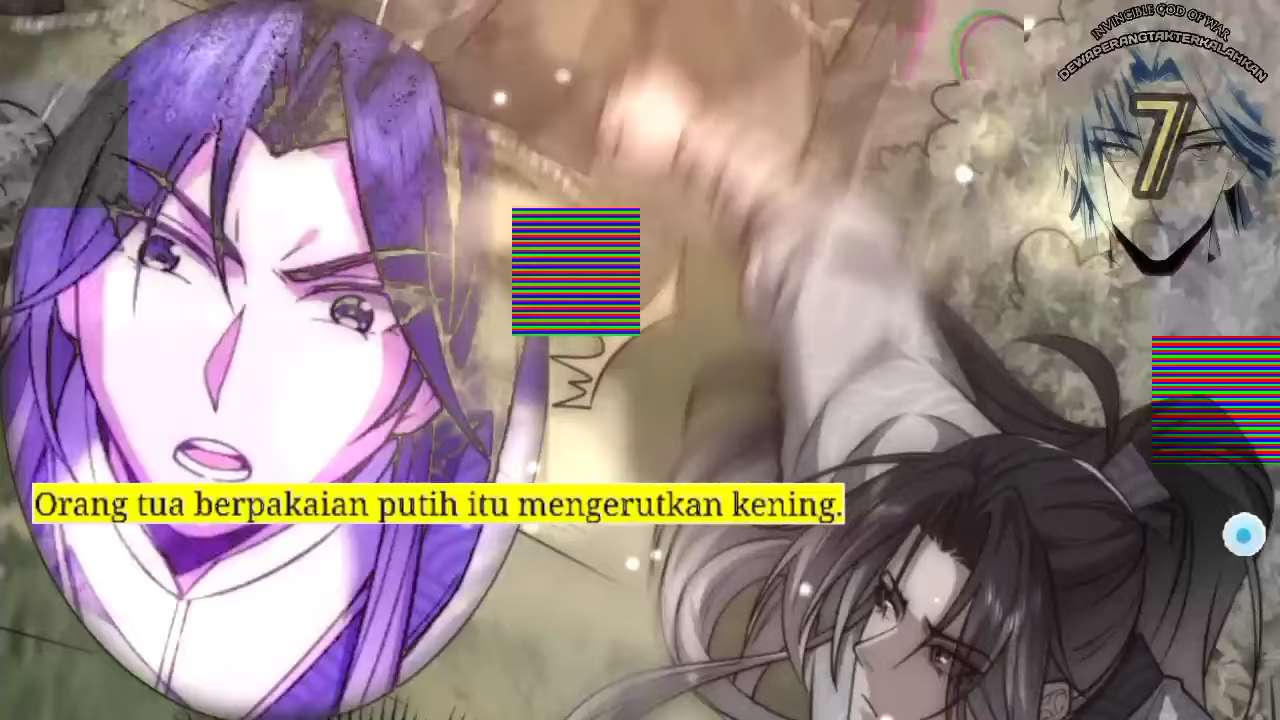 INVINCIBLE GOD OF WAR
DEWAPERANGTAKTERKALAHKAN
7
Orang tua berpakaian putih itu mengerutkan kening.